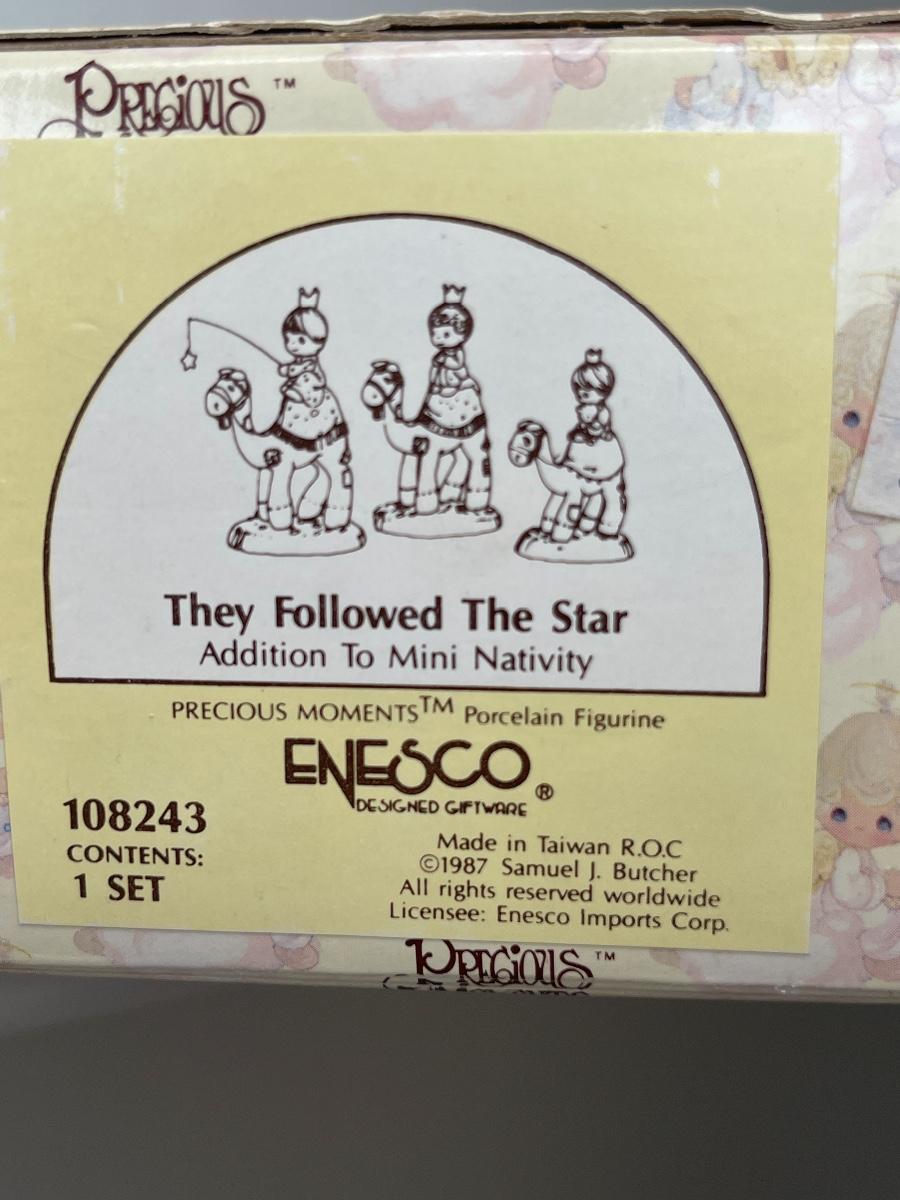 PRECIOUS™
They Followed The Star
Addition To Mini Nativity
PRECIOUS MOMENTS™ Porcelain Figurine
ENESCO®
DESIGNED GIFTWARE
108243
CONTENTS:
1 SET
Made in Taiwan R.O.C
©1987 Samuel J. Butcher
All rights reserved worldwide
Licensee: Enesco Imports Corp.
PRECIOUS™